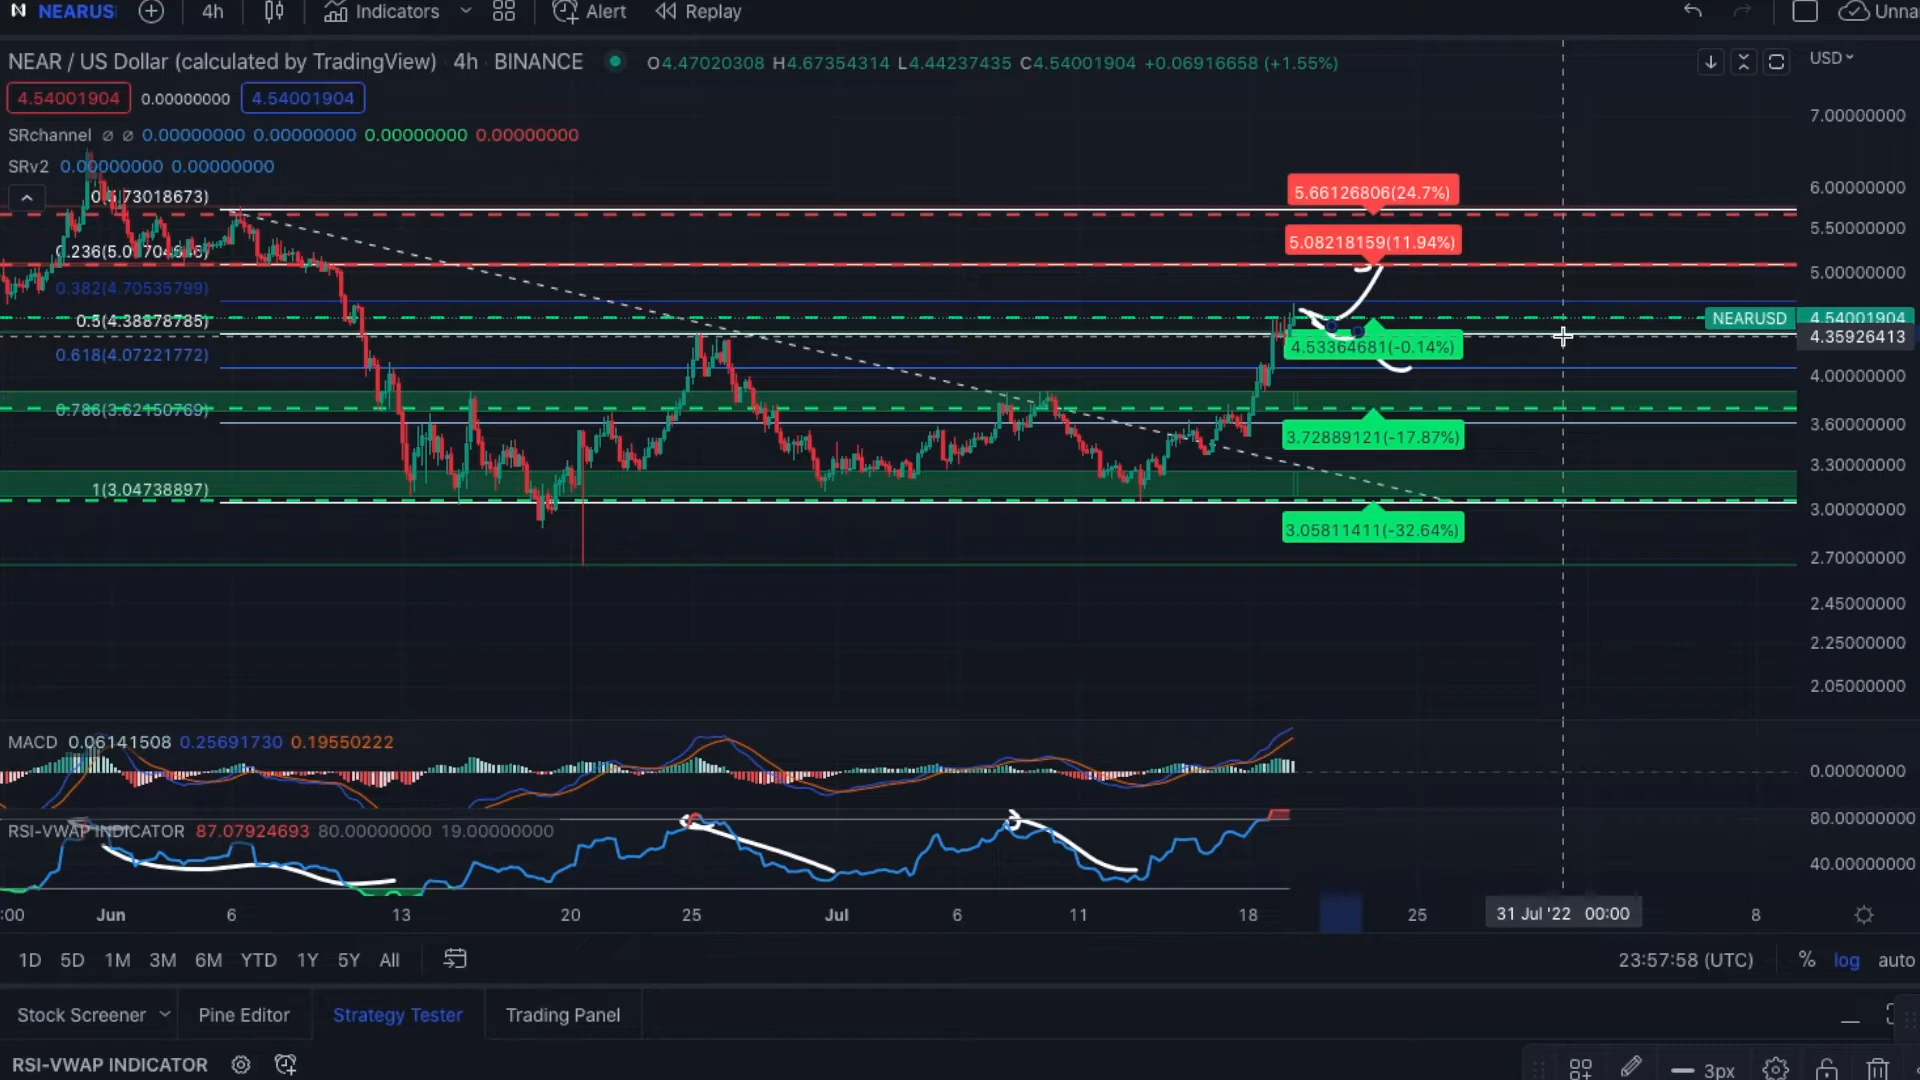 NEARUS 4h Indicators Alert Replay Unna
NEAR / US Dollar (calculated by TradingView) 4h BINANCE O4.47020308 H4.67354314 L4.44237435 C4.54001904 +0.06916658 (+1.55%)
USD
4.54001904 0.00000000 4.54001904
7.00000000
SRchannel ∅ ∅ 0.00000000 0.00000000 0.00000000 0.00000000
SRv2 0.00000000 0.00000000
6.00000000
5.66126806(24.7%)
5.50000000
5.08218159(11.94%)
5.00000000
0.382(4.70535799)
0.5(4.38878785)
NEARUSD 4.54001904
4.35926413
4.53364681(-0.14%)
0.618(4.07221772)
4.00000000
0.786(3.62150769)
3.60000000
3.72889121(-17.87%)
3.30000000
1(3.04738897)
3.00000000
3.05811411(-32.64%)
2.70000000
2.45000000
2.25000000
2.05000000
MACD 0.06141508 0.25691730 0.19550222
0.00000000
RSI-VWAP INDICATOR 87.07924693 80.00000000 19.00000000
80.00000000
40.00000000
:00 Jun 6 13 20 25 Jul 6 11 18 25 31 Jul '22 00:00 8
1D 5D 1M 3M 6M YTD 1Y 5Y All 23:57:58 (UTC) % log auto
Stock Screener Pine Editor Strategy Tester Trading Panel
RSI-VWAP INDICATOR 3px